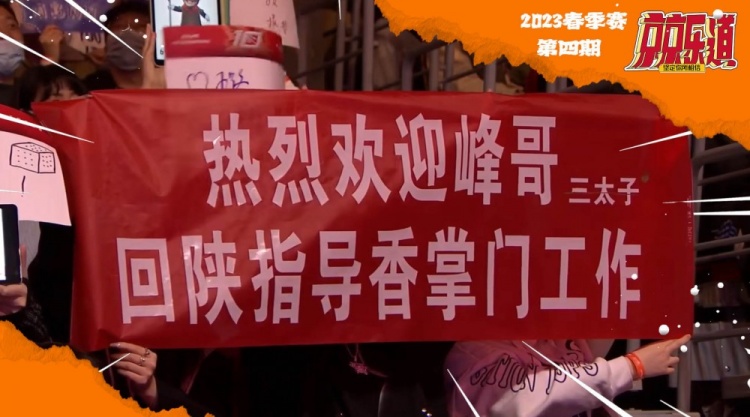 2023春季赛
第四期
京京乐道
热烈欢迎峰哥 三太子
回陕指导香掌门工作
!